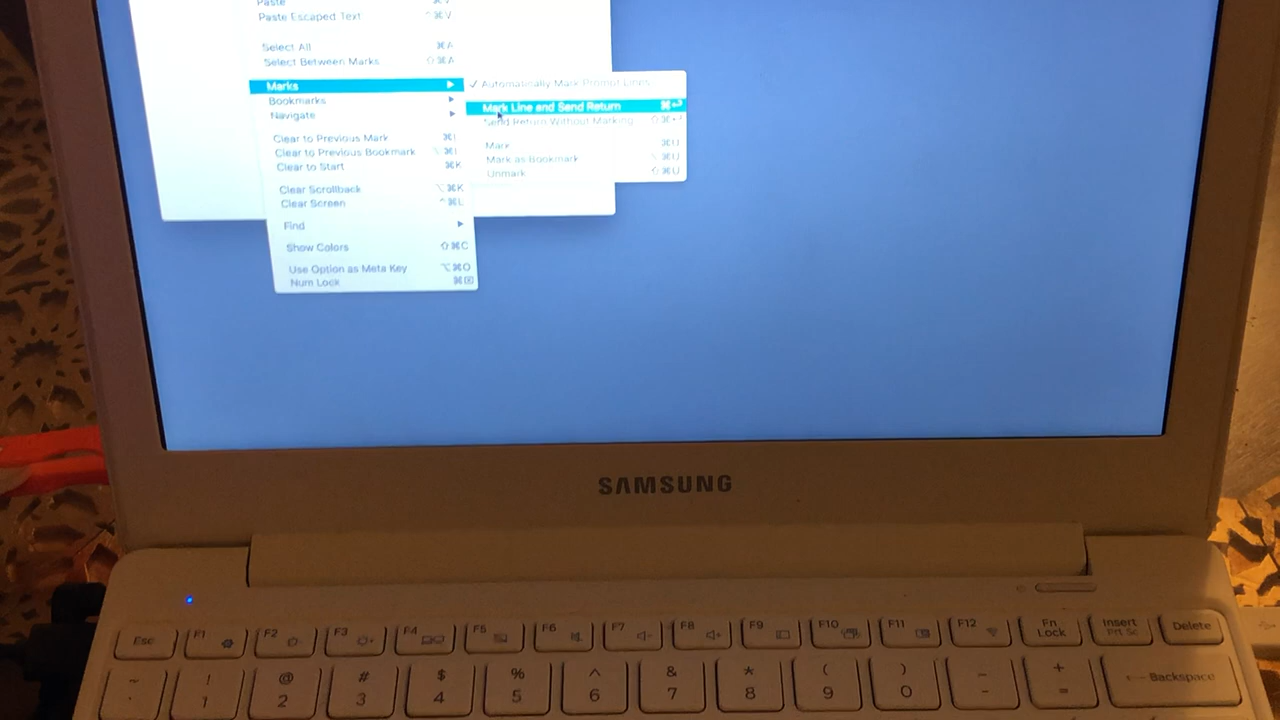 Paste ⌘V
Paste Escaped Text ⌃⌘V
Select All ⌘A
Select Between Marks ⇧⌘A
Marks ▶
Bookmarks ▶
Navigate ▶
Clear to Previous Mark ⌘L
Clear to Previous Bookmark ⌥⌘L
Clear to Start ⌘K
Clear Scrollback ⌥⌘K
Clear Screen ⌃⌘L
Find ▶
Show Colors ⇧⌘C
Use Option as Meta Key ⌥⌘O
Num Lock ⌘⌧
✓ Automatically Mark Prompt Lines
Mark Line and Send Return ⌘↩
Send Return Without Marking ⇧⌘↩
Mark ⌘U
Mark as Bookmark ⌥⌘U
Unmark ⇧⌘U
SAMSUNG
Esc F1 F2 F3 F4 F5 F6 F7 F8 F9 F10 F11 F12 Fn Lock Insert Prt Sc Delete
~ ! @ # $ % ^ & * ( ) _ +
` 1 2 3 4 5 6 7 8 9 0 - = ←Backspace